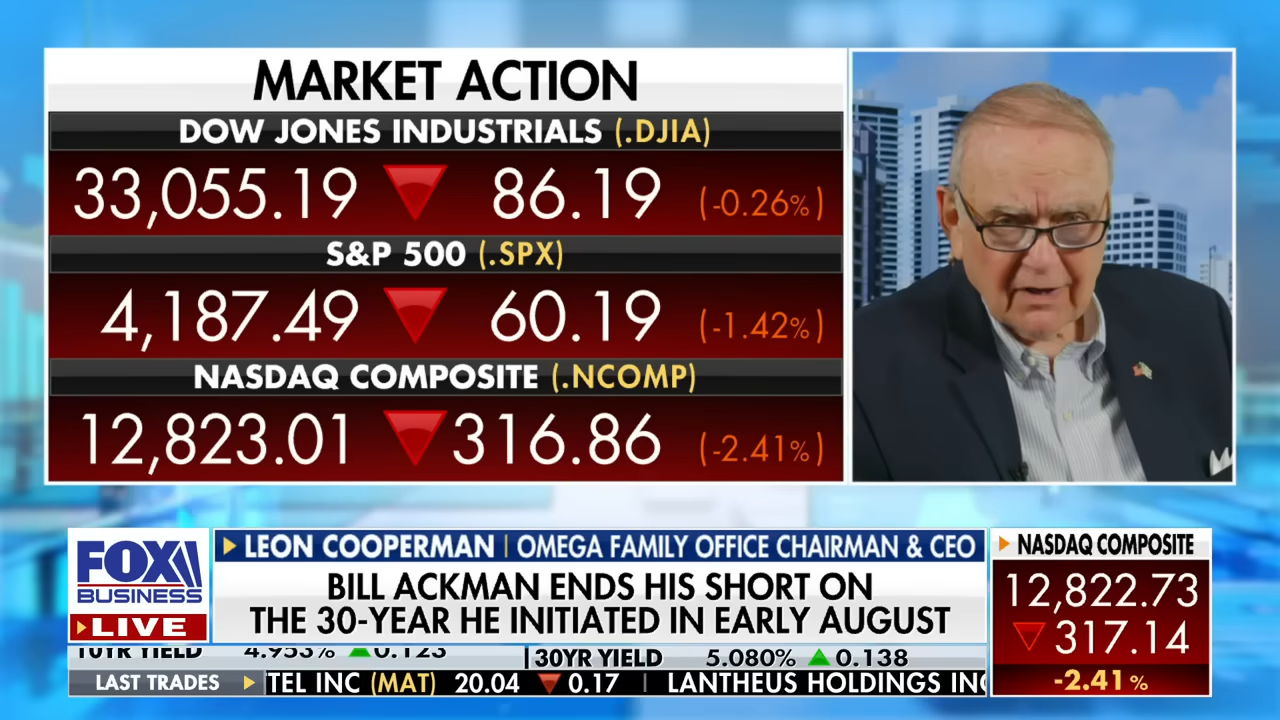 MARKET ACTION
DOW JONES INDUSTRIALS (.DJIA)
33,055.19 ▼ 86.19 (-0.26%)
S&P 500 (.SPX)
4,187.49 ▼ 60.19 (-1.42%)
NASDAQ COMPOSITE (.NCOMP)
12,823.01 ▼ 316.86 (-2.41%)
FOX
BUSINESS
LIVE
LEON COOPERMAN | OMEGA FAMILY OFFICE CHAIRMAN & CEO
BILL ACKMAN ENDS HIS SHORT ON
THE 30-YEAR HE INITIATED IN EARLY AUGUST
NASDAQ COMPOSITE
12,822.73
▼ 317.14
-2.41%
10YR YIELD 4.953% ▲ 0.123 | 30YR YIELD 5.080% ▲ 0.138
LAST TRADES TEL INC (MAT) 20.04 ▼ 0.17 | LANTHEUS HOLDINGS INC